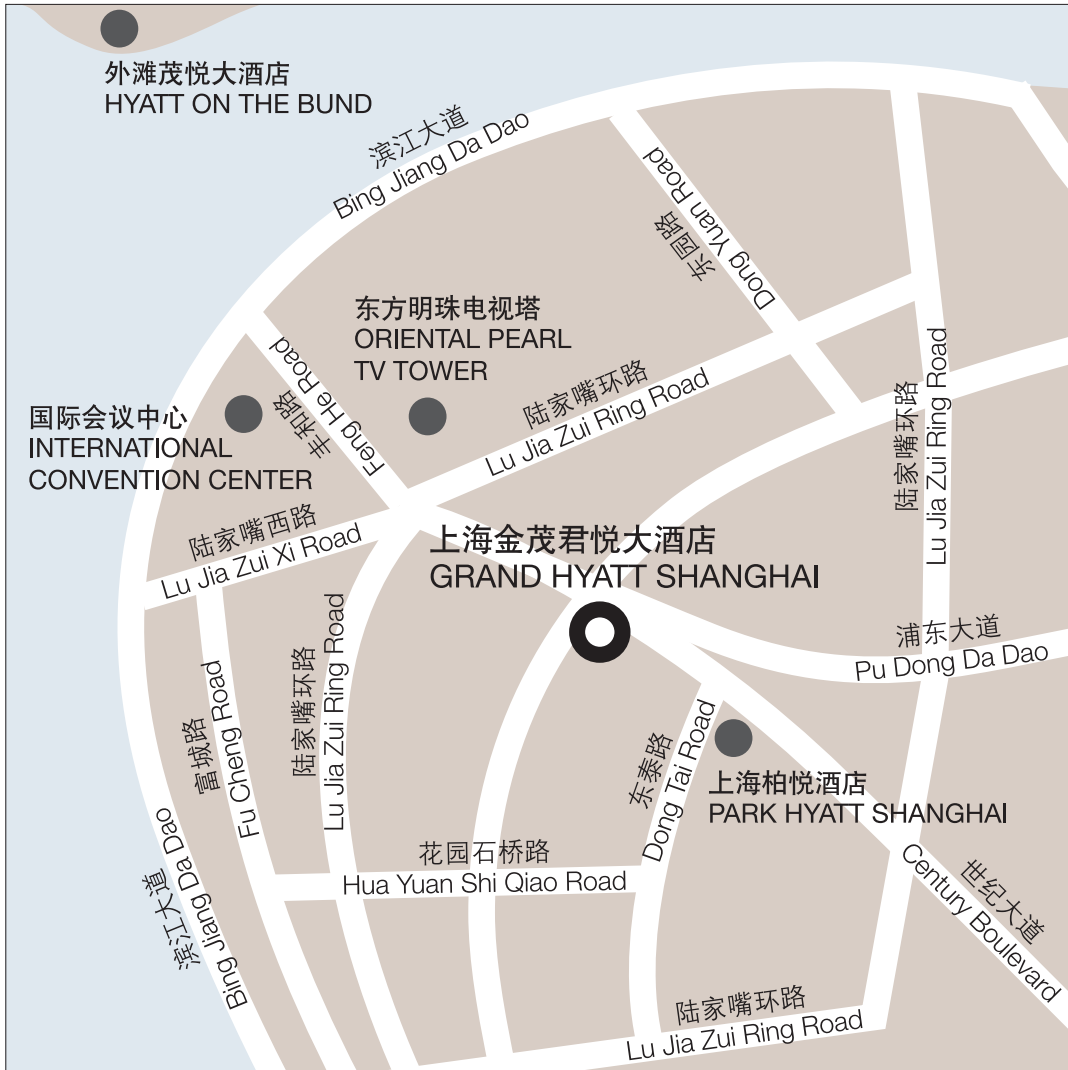 外滩茂悦大酒店
HYATT ON THE BUND
滨江大道
Bing Jiang Da Dao
东园路
Dong Yuan Road
东方明珠电视塔
ORIENTAL PEARL
TV TOWER
丰和路
Feng He Road
陆家嘴环路
Lu Jia Zui Ring Road
陆家嘴环路
Lu Jia Zui Ring Road
国际会议中心
INTERNATIONAL
CONVENTION CENTER
陆家嘴西路
Lu Jia Zui Xi Road
上海金茂君悦大酒店
GRAND HYATT SHANGHAI
浦东大道
Pu Dong Da Dao
富城路
Fu Cheng Road
陆家嘴环路
Lu Jia Zui Ring Road
东泰路
Dong Tai Road
上海柏悦酒店
PARK HYATT SHANGHAI
花园石桥路
Hua Yuan Shi Qiao Road
世纪大道
Century Boulevard
滨江大道
Bing Jiang Da Dao
陆家嘴环路
Lu Jia Zui Ring Road